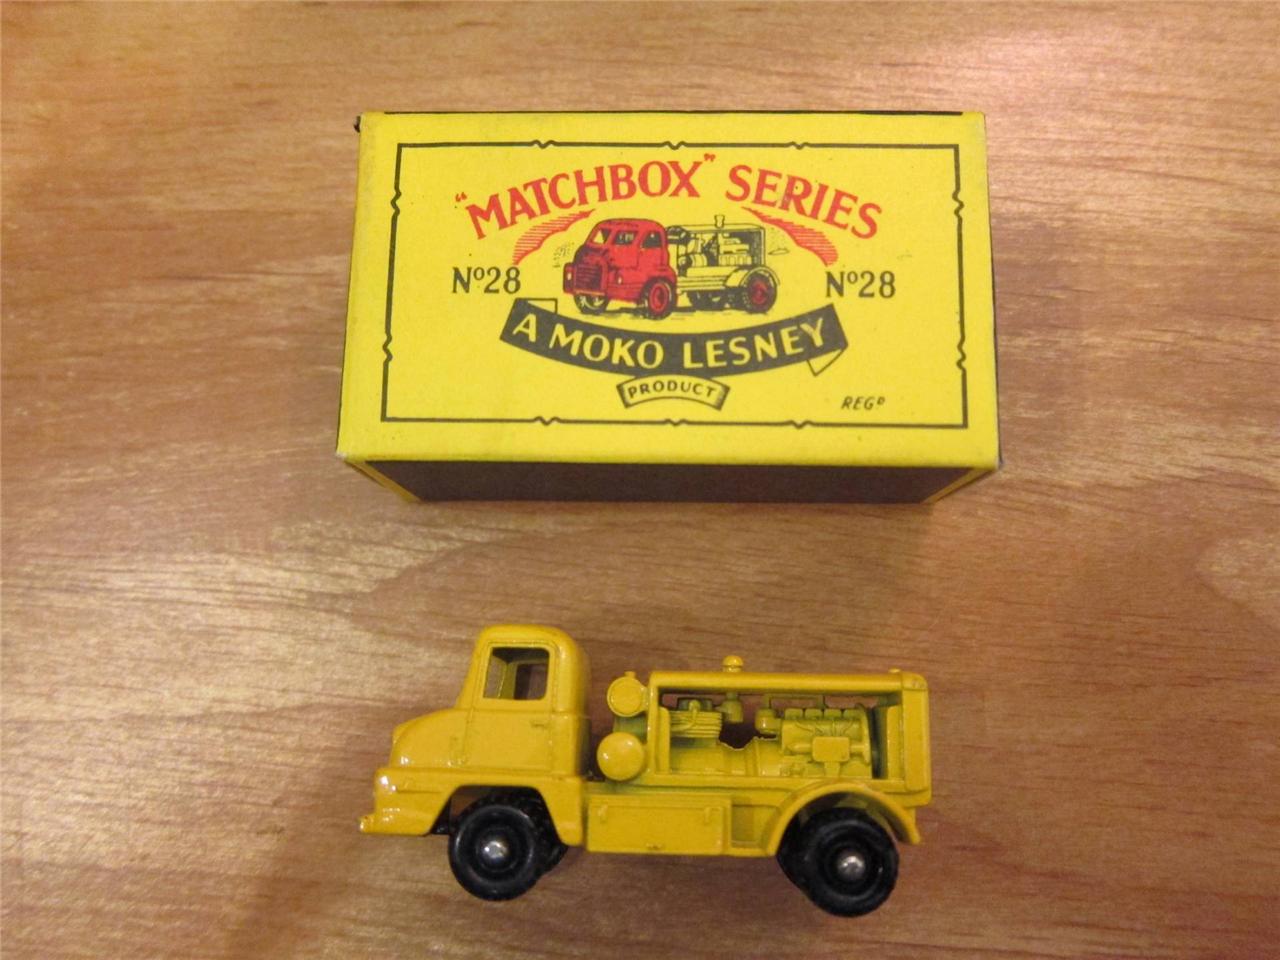 "MATCHBOX" SERIES
Nº28 Nº28
A MOKO LESNEY
PRODUCT
REGD